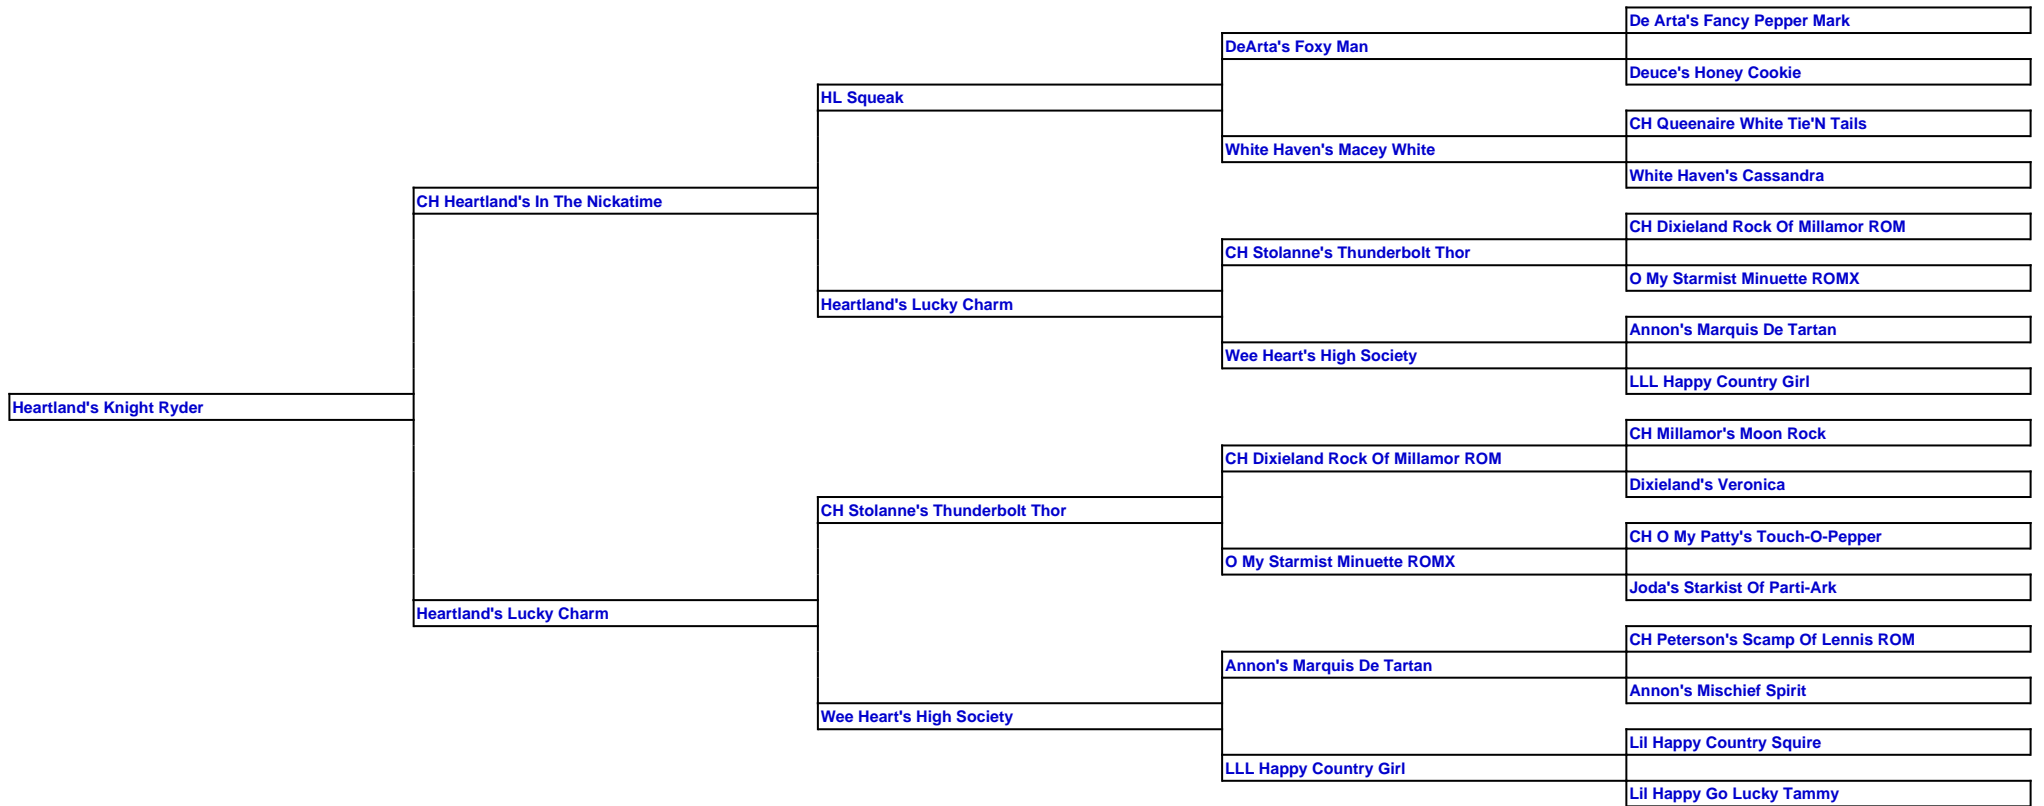 De Arta's Fancy Pepper Mark
DeArta's Foxy Man
Deuce's Honey Cookie
HL Squeak
CH Queenaire White Tie'N Tails
White Haven's Macey White
White Haven's Cassandra
CH Heartland's In The Nickatime
CH Dixieland Rock Of Millamor ROM
CH Stolanne's Thunderbolt Thor
O My Starmist Minuette ROMX
Heartland's Lucky Charm
Annon's Marquis De Tartan
Wee Heart's High Society
LLL Happy Country Girl
Heartland's Knight Ryder
CH Millamor's Moon Rock
CH Dixieland Rock Of Millamor ROM
Dixieland's Veronica
CH Stolanne's Thunderbolt Thor
CH O My Patty's Touch-O-Pepper
O My Starmist Minuette ROMX
Joda's Starkist Of Parti-Ark
Heartland's Lucky Charm
CH Peterson's Scamp Of Lennis ROM
Annon's Marquis De Tartan
Annon's Mischief Spirit
Wee Heart's High Society
Lil Happy Country Squire
LLL Happy Country Girl
Lil Happy Go Lucky Tammy